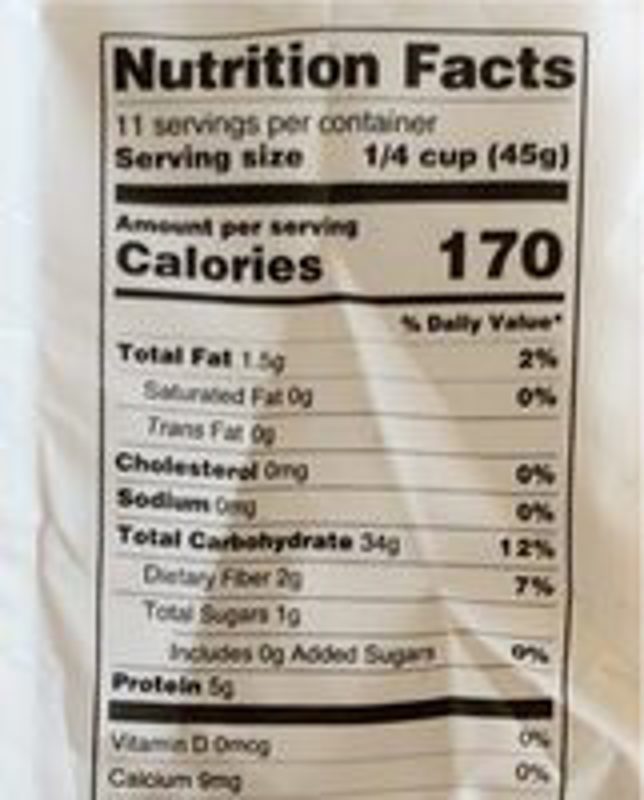 Nutrition Facts
11 servings per container
Serving size 1/4 cup (45g)
Amount per serving
Calories 170
% Daily Value*
Total Fat 1.5g 2%
Saturated Fat 0g 0%
Trans Fat 0g
Cholesterol 0mg 0%
Sodium 0mg 0%
Total Carbohydrate 34g 12%
Dietary Fiber 2g 7%
Total Sugars 1g
Includes 0g Added Sugars 0%
Protein 5g
Vitamin D 0mcg 0%
Calcium 9mg 0%